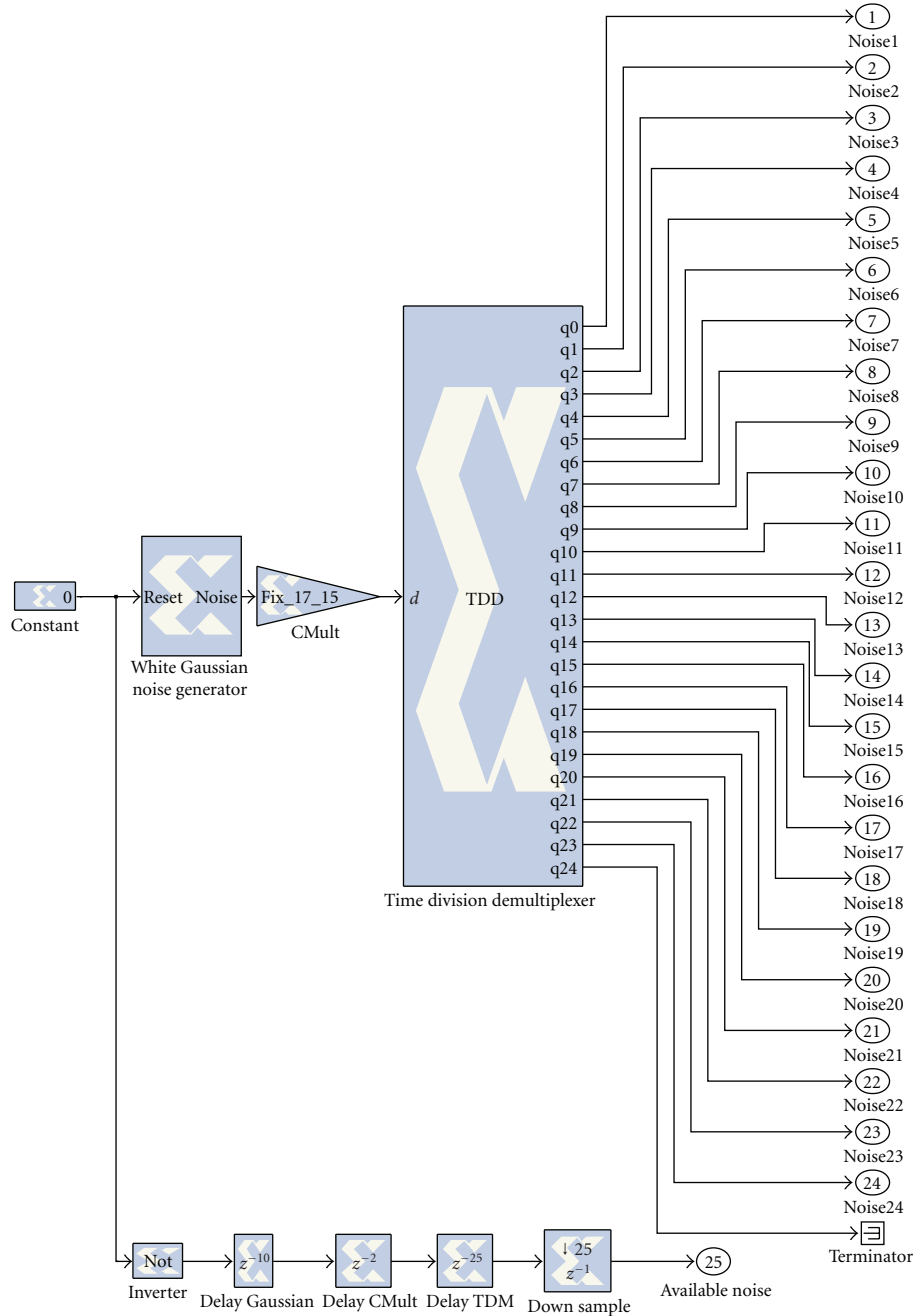 1
Noise1
2
Noise2
3
Noise3
4
Noise4
5
Noise5
6
Noise6
7
Noise7
8
Noise8
9
Noise9
10
Noise10
11
Noise11
12
Noise12
13
Noise13
14
Noise14
15
Noise15
16
Noise16
17
Noise17
18
Noise18
19
Noise19
20
Noise20
21
Noise21
22
Noise22
23
Noise23
24
Noise24
Terminator
q0
q1
q2
q3
q4
q5
q6
q7
q8
q9
q10
q11
q12
q13
q14
q15
q16
q17
q18
q19
q20
q21
q22
q23
q24
d
TDD
Time division demultiplexer
0
Constant
Reset Noise
White Gaussian
noise generator
Fix_17_15
CMult
Not
Inverter
z⁻¹⁰
Delay Gaussian
z⁻²
Delay CMult
z⁻²⁵
Delay TDM
↓ 25
z⁻¹
Down sample
25
Available noise